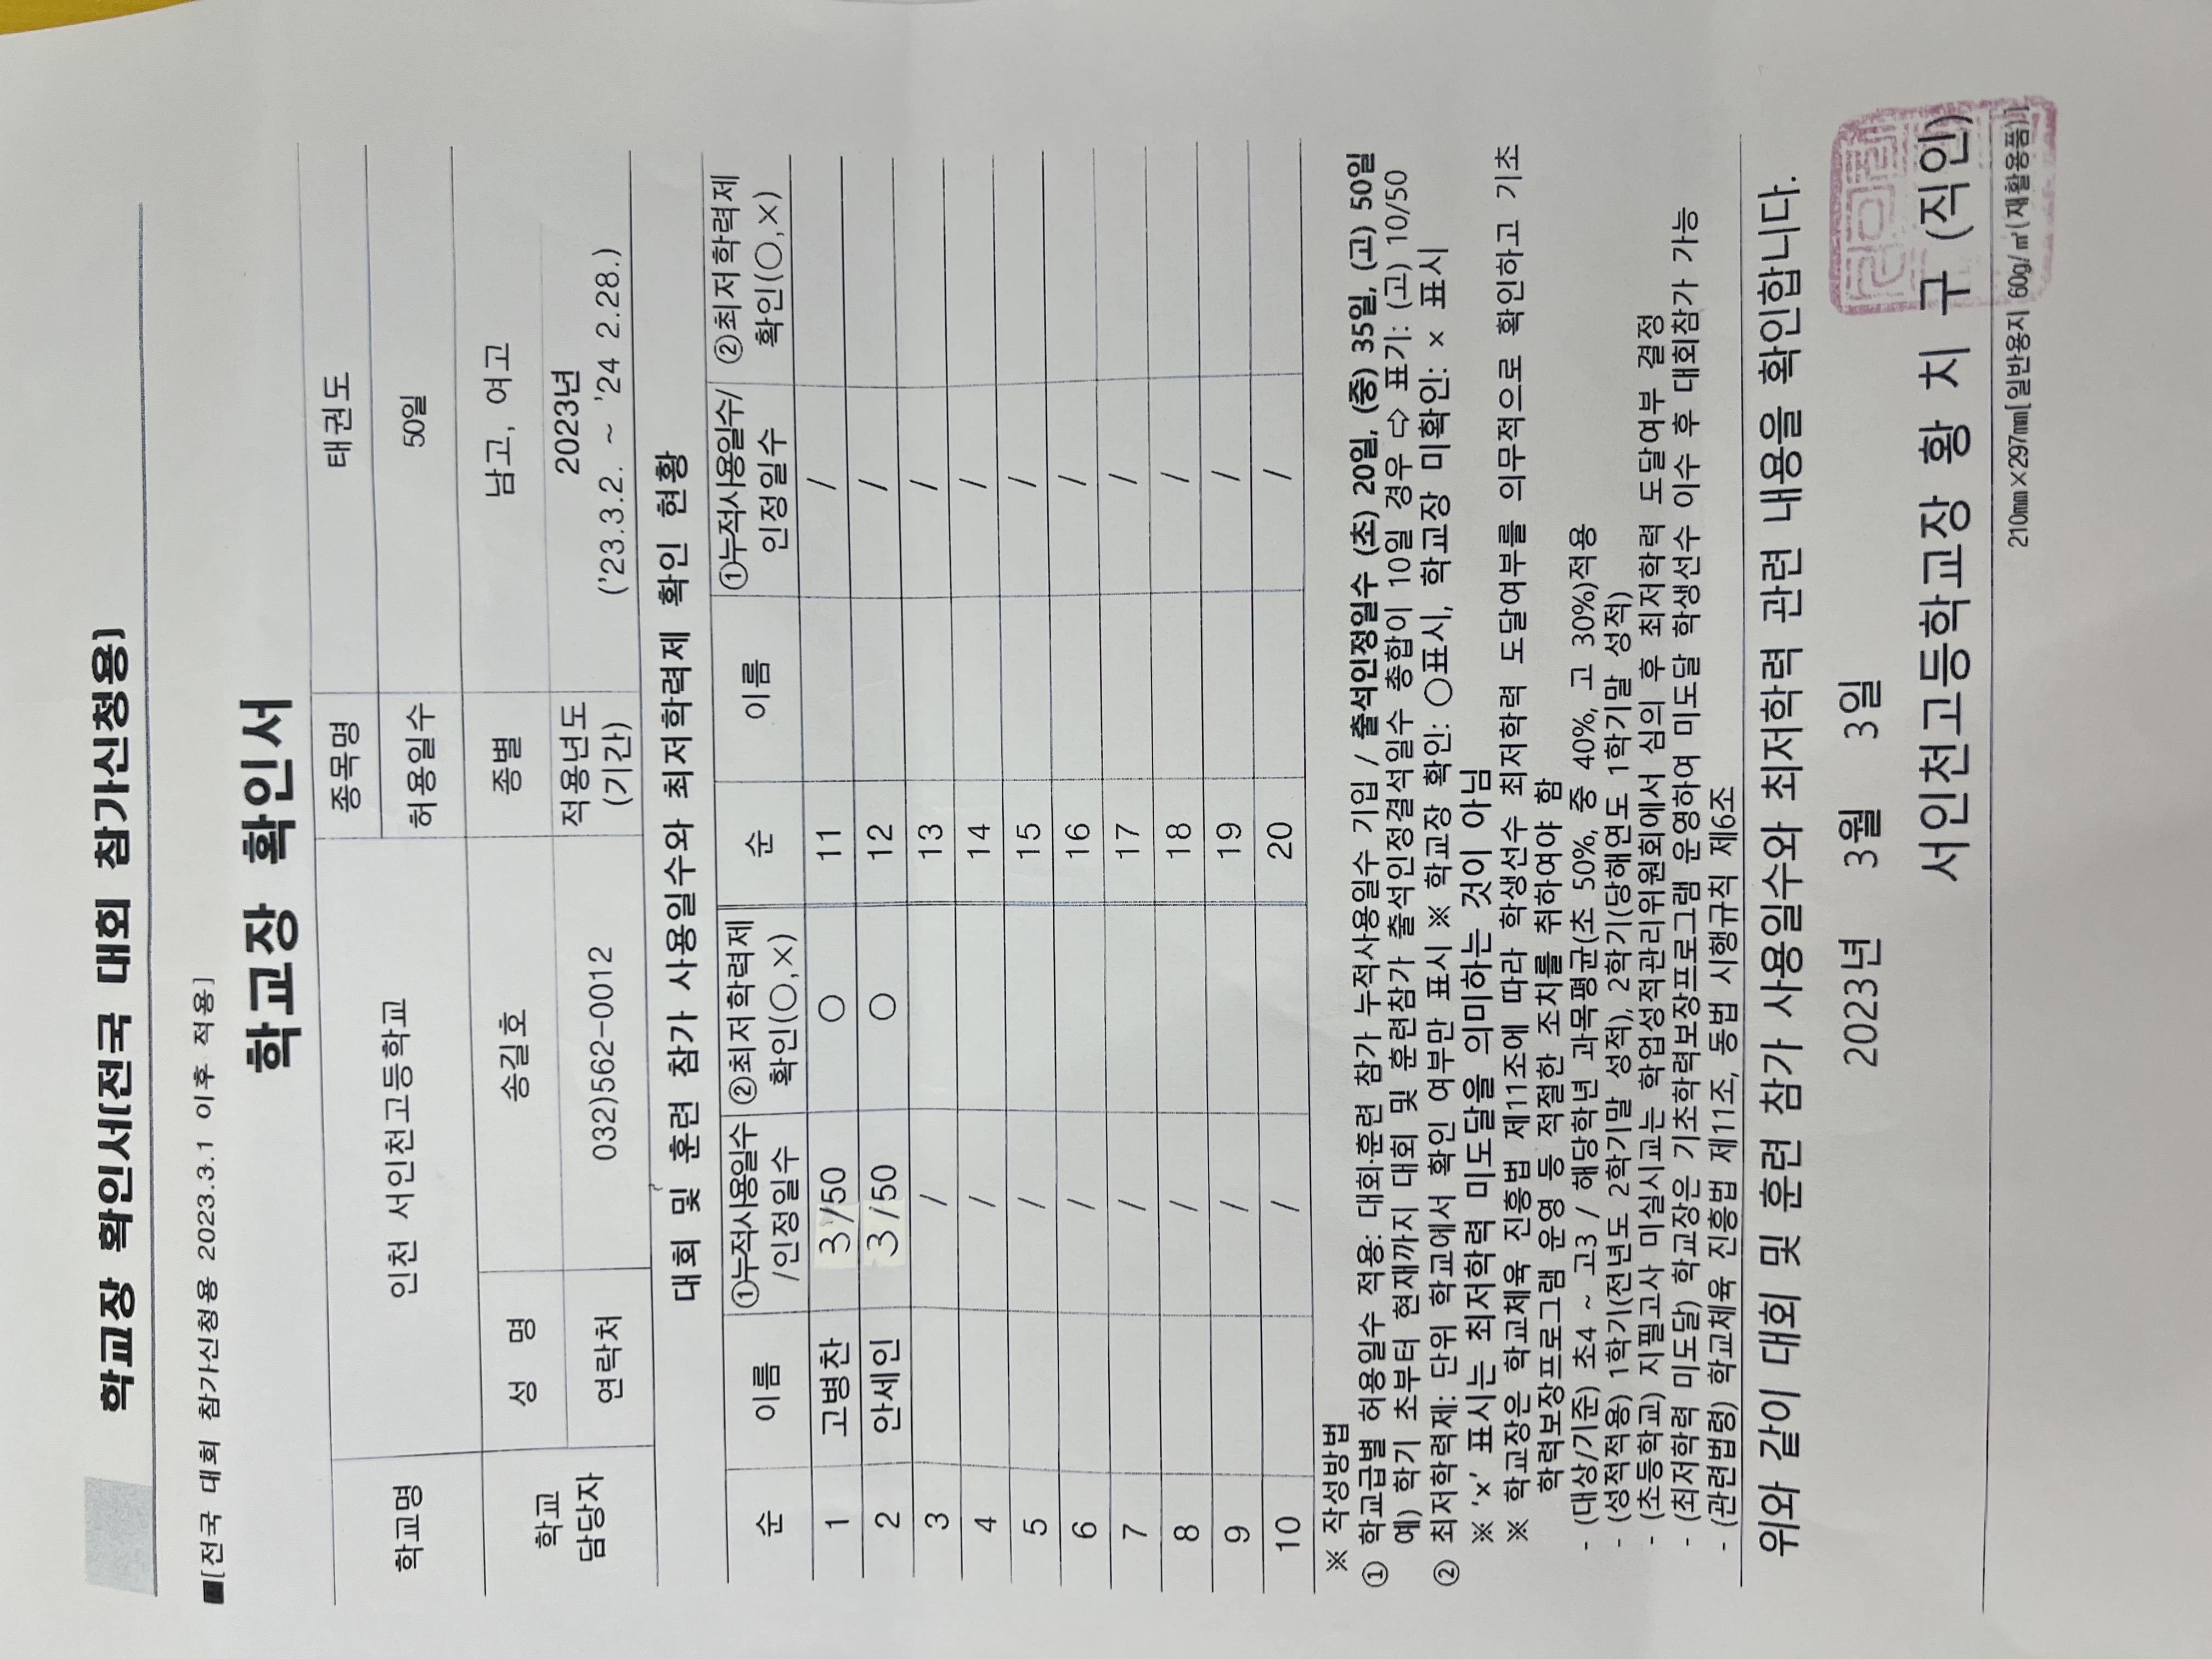 학교장 확인서[전국 대회 참가신청용]
■[전국 대회 참가신청용 2023.3.1 이후 적용]
학교장 확인서
학교명 인천 서인천고등학교 종목명 태권도
허용일수 50일
학교 담당자 성 명 송길호 종별 남고, 여고
연락처 032)562-0012 적용년도 (기간) 2023년 ('23.3.2. ~ '24 2.28.)
대회 및 훈련 참가 사용일수와 최저학력제 확인 현황
순 이름 ①누적사용일수 /인정일수 ②최저학력제 확인(○,×) 순 이름 ①누적사용일수/ 인정일수 ②최저학력제 확인(○,×)
1 고병찬 3/50 ○ 11 /
2 안세인 3/50 ○ 12 /
3 / 13 /
4 / 14 /
5 / 15 /
6 / 16 /
7 / 17 /
8 / 18 /
9 / 19 /
10 / 20 /
※ 작성방법
① 학교급별 허용일수 적용: 대회·훈련 참가 누적사용일수 기입 / 출석인정일수 (초) 20일, (중) 35일, (고) 50일
예) 학기 초부터 현재까지 대회 및 훈련참가 출석인정결석일수 총합이 10일 경우 ⇨ 표기: (고) 10/50
② 최저학력제: 단위 학교에서 확인 여부만 표시 ※ 학교장 확인: ○표시, 학교장 미확인: × 표시
※ '×' 표시는 최저학력 미도달을 의미하는 것이 아님
※ 학교장은 학교체육 진흥법 제11조에 따라 학생선수 최저학력 도달여부를 의무적으로 확인하고 기초
학력보장프로그램 운영 등 적절한 조치를 취하여야 함
- (대상/기준) 초4 ~ 고3 / 해당학년 과목평균(초 50%, 중 40%, 고 30%)적용
- (성적적용) 1학기(전년도 2학기말 성적), 2학기(당해연도 1학기말 성적)
- (초등학교) 지필고사 미실시교는 학업성적관리위원회에서 심의 후 최저학력 도달여부 결정
- (최저학력 미도달) 학교장은 기초학력보장프로그램 운영하여 미도달 학생선수 이수 후 대회참가 가능
- (관련법령) 학교체육 진흥법 제11조, 동법 시행규칙 제6조
위와 같이 대회 및 훈련 참가 사용일수와 최저학력 관련 내용을 확인합니다.
2023년 3월 3일
서인천고등학교장 황 치 구 (직인)
210㎜×297㎜[일반용지 60g/㎡(재활용품)]